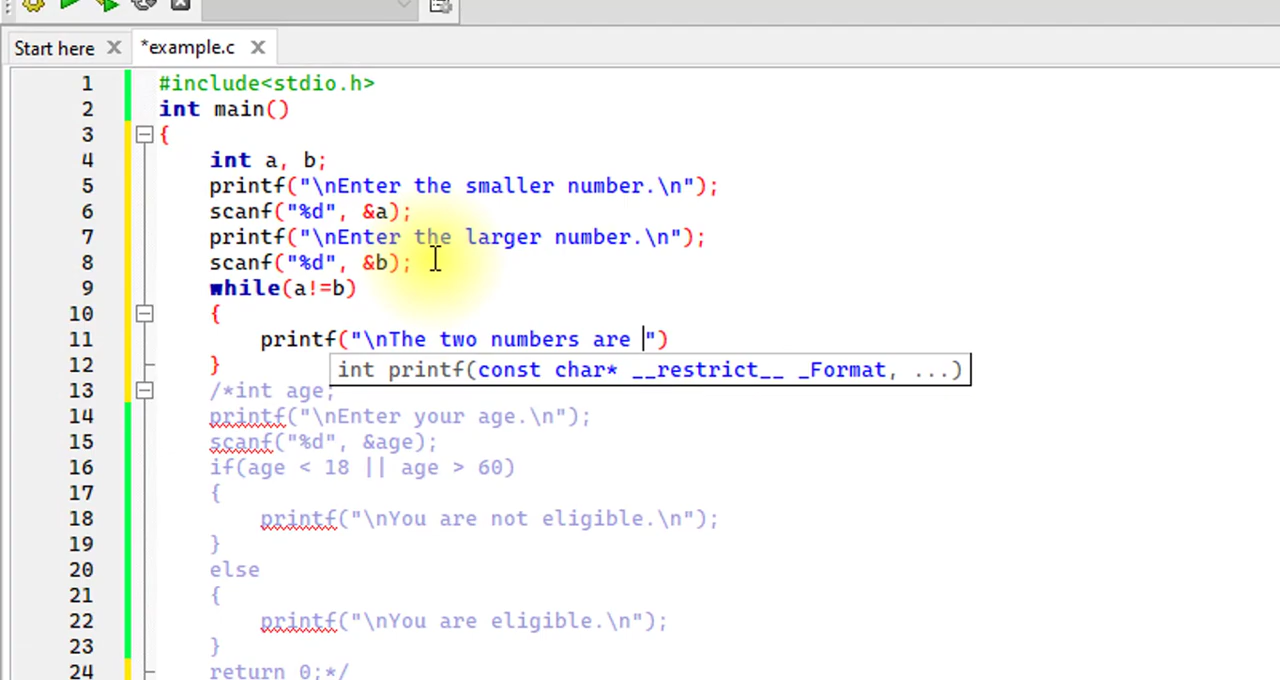 Start here *example.c
1 #include<stdio.h>
2 int main()
3 {
4 int a, b;
5 printf("\nEnter the smaller number.\n");
6 scanf("%d", &a);
7 printf("\nEnter the larger number.\n");
8 scanf("%d", &b);
9 while(a!=b)
10 {
11 printf("\nThe two numbers are ")
12 }
int printf(const char* __restrict__ _Format, ...)
13 /*int age;
14 printf("\nEnter your age.\n");
15 scanf("%d", &age);
16 if(age < 18 || age > 60)
17 {
18 printf("\nYou are not eligible.\n");
19 }
20 else
21 {
22 printf("\nYou are eligible.\n");
23 }
24 return 0;*/